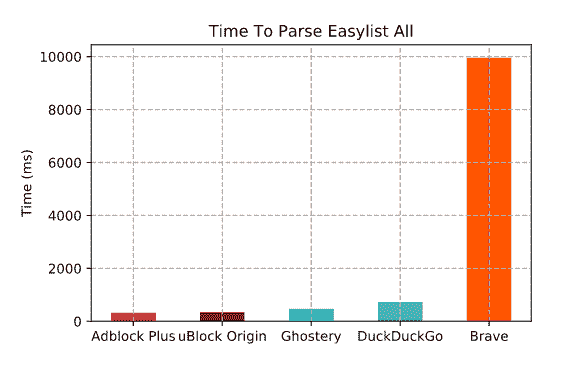 Time To Parse Easylist All
10000
8000
6000
4000
2000
0
Time (ms)
Adblock Plus uBlock Origin Ghostery DuckDuckGo Brave